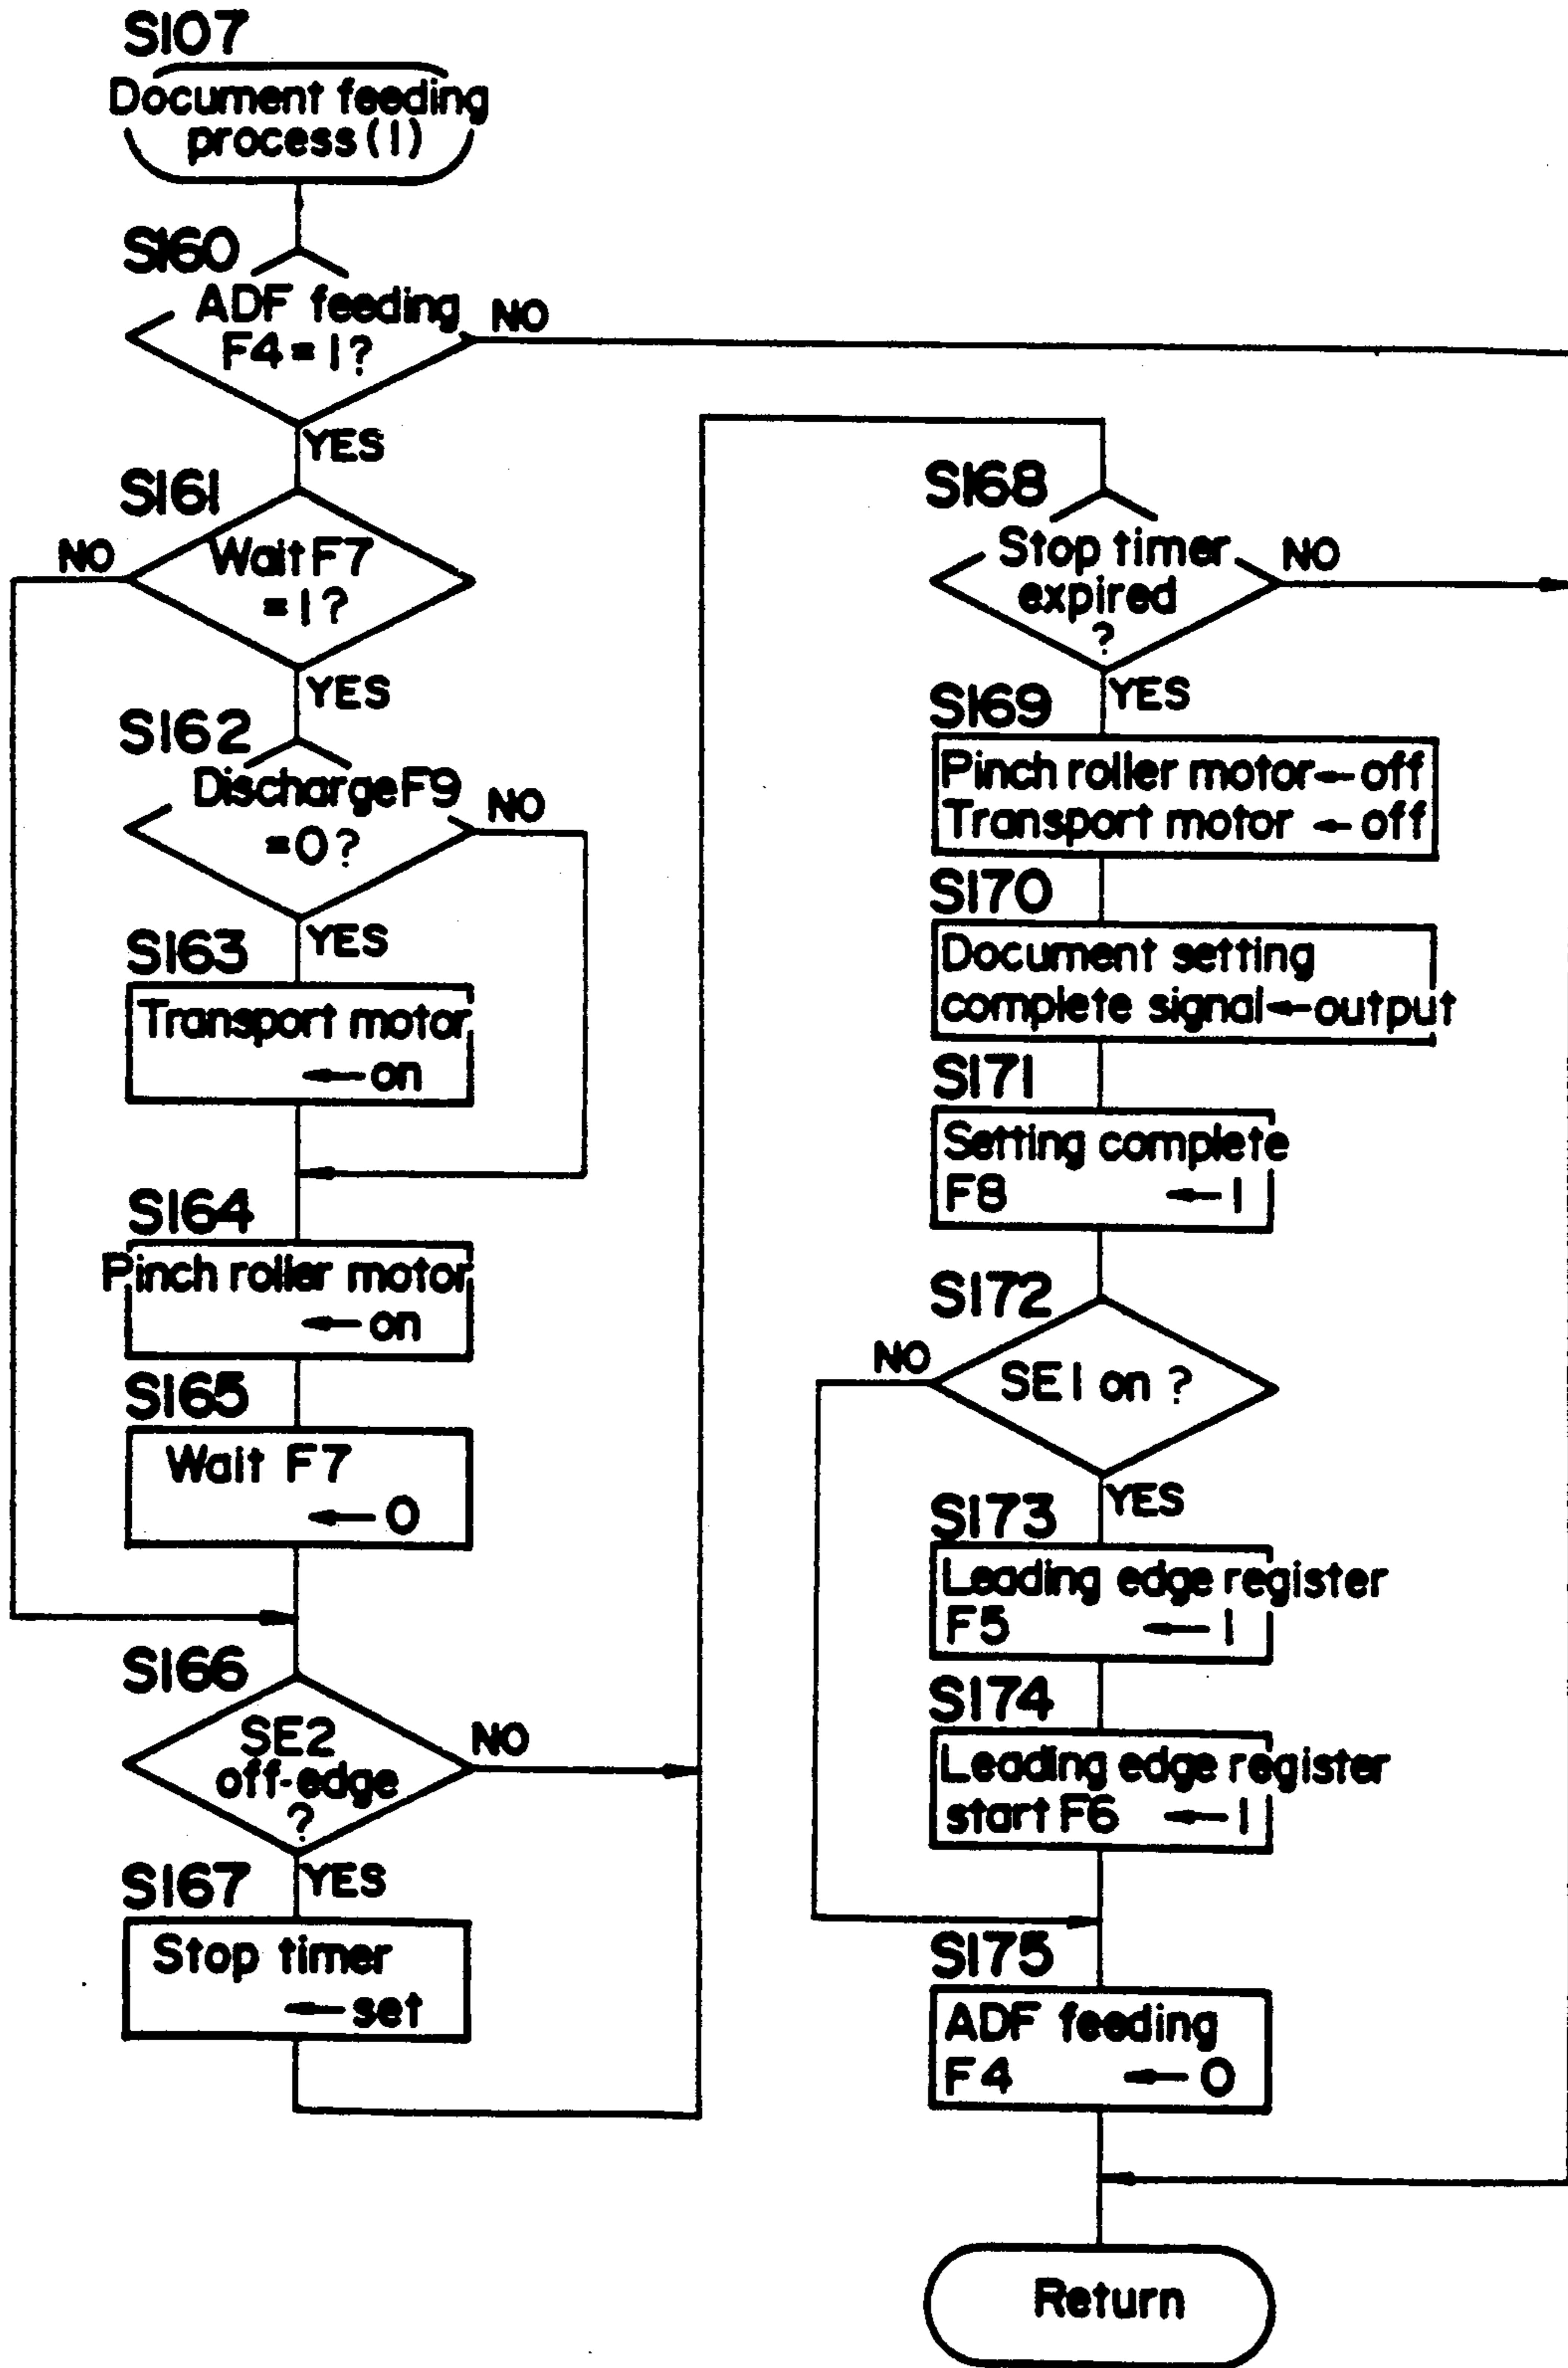 S107
Document feeding
process (1)
S160
ADF feeding
F4=1?
NO
YES
S161
NO
Wait F7
=1?
YES
S162
Discharge F9
=0?
NO
YES
S163
Transport motor
←on
S164
Pinch roller motor
←on
S165
Wait F7
←0
S166
SE2
off-edge
?
NO
YES
S167
Stop timer
←set
S168
Stop timer
expired
?
NO
YES
S169
Pinch roller motor←off
Transport motor ←off
S170
Document setting
complete signal←output
S171
Setting complete
F8 ←1
S172
NO
SE1 on ?
YES
S173
Leading edge register
F5 ←1
S174
Leading edge register
start F6 ←1
S175
ADF feeding
F4 ←0
Return